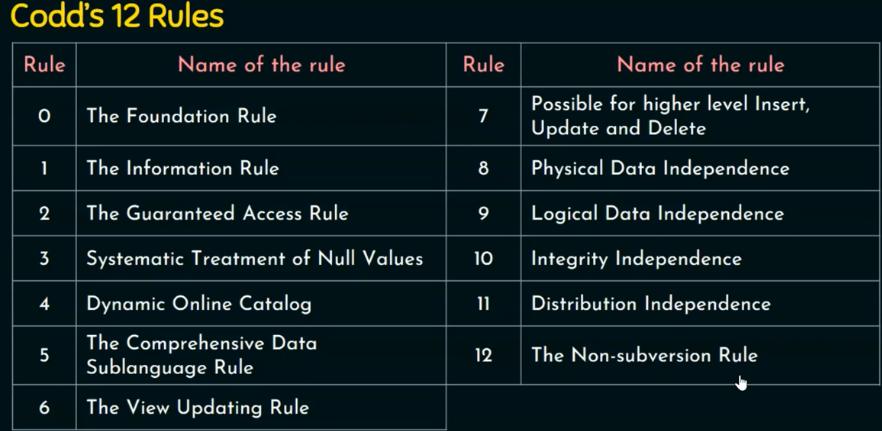 Codd's 12 Rules
Rule Name of the rule Rule Name of the rule
0 The Foundation Rule
7 Possible for higher level Insert,
Update and Delete
1 The Information Rule
8 Physical Data Independence
2 The Guaranteed Access Rule
9 Logical Data Independence
3 Systematic Treatment of Null Values
10 Integrity Independence
4 Dynamic Online Catalog
11 Distribution Independence
5 The Comprehensive Data
Sublanguage Rule
12 The Non-subversion Rule
6 The View Updating Rule